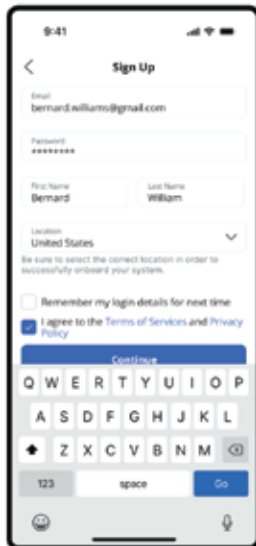 9:41
Sign Up
Email
bernard.williams@gmail.com
Password
********
First Name
Last Name
Bernard
William
Location
United States
Be sure to select the correct location in order to
successfully onboard your system.
Remember my login details for next time
I agree to the Terms of Services and Privacy
Policy
Continue
Q W E R T Y U I O P
A S D F G H J K L
Z X C V B N M
123 space Go